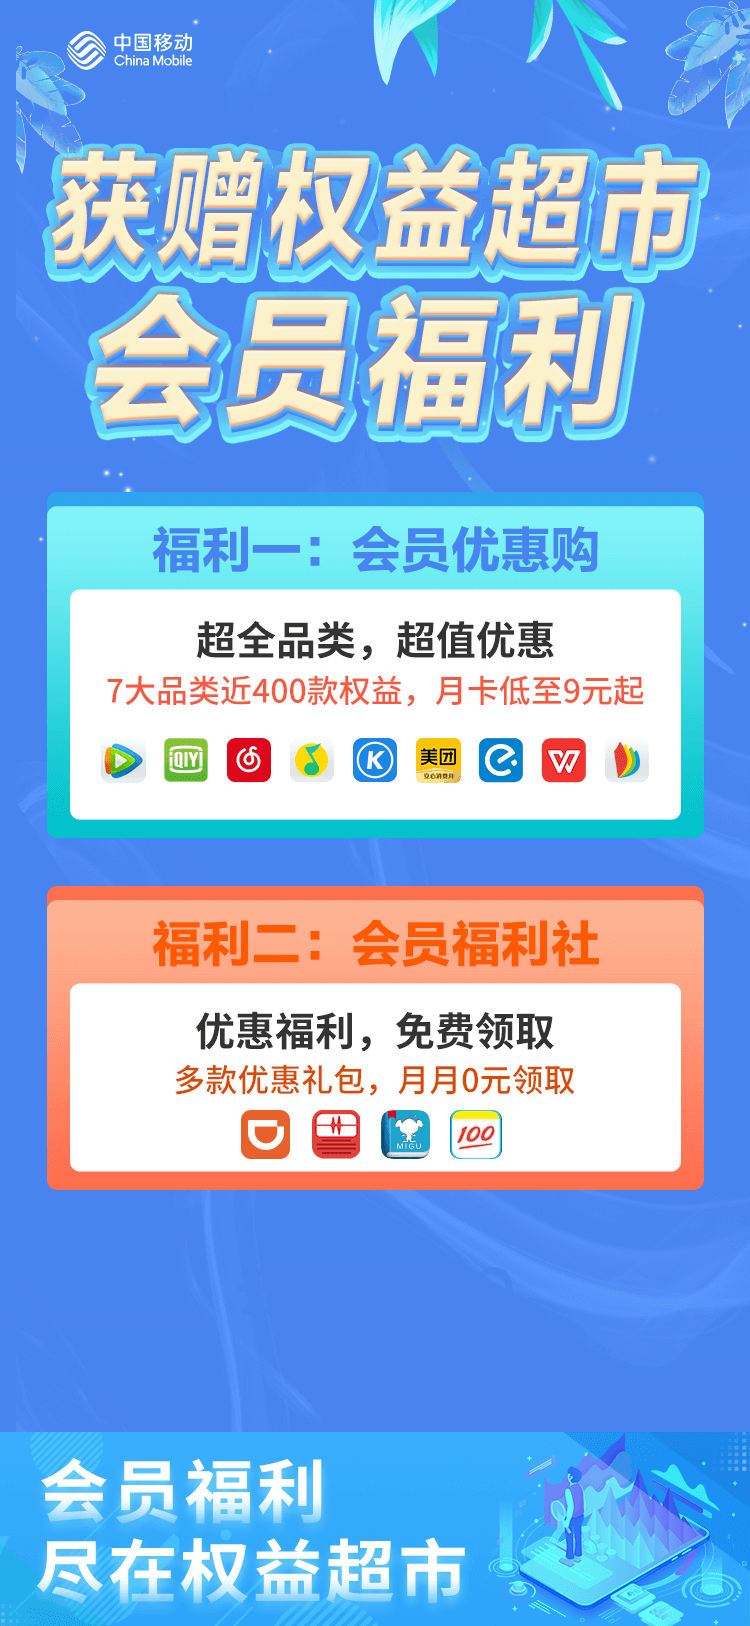 中国移动
China Mobile
获赠权益超市
会员福利
福利一：会员优惠购
超全品类，超值优惠
7大品类近400款权益，月卡低至9元起
iQIY
K
美团
安心消费月
e
W
福利二：会员福利社
优惠福利，免费领取
多款优惠礼包，月月0元领取
MIGU
100
会员福利
尽在权益超市